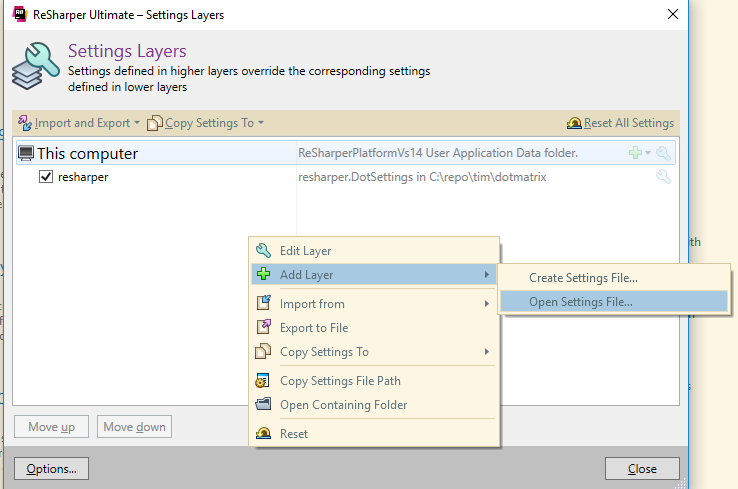 ReSharper Ultimate – Settings Layers
Settings Layers
Settings defined in higher layers override the corresponding settings
defined in lower layers
Import and Export
Copy Settings To
Reset All Settings
This computer
ReSharperPlatformVs14 User Application Data folder.
resharper
resharper.DotSettings in C:\repo\tim\dotmatrix
Edit Layer
Add Layer
Create Settings File...
Open Settings File...
Import from
Export to File
Copy Settings To
Copy Settings File Path
Open Containing Folder
Reset
Move up
Move down
Options...
Close